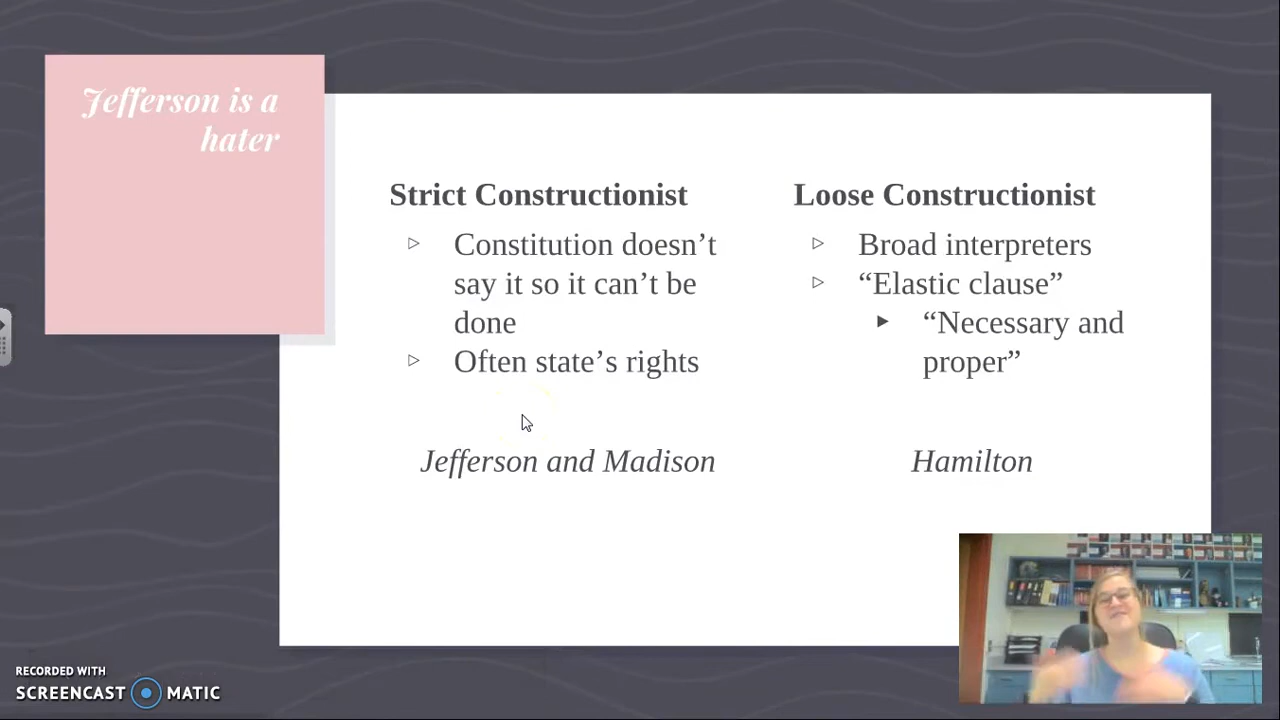 Jefferson is a
hater
Strict Constructionist
Constitution doesn’t
say it so it can’t be
done
Often state’s rights
Jefferson and Madison
Loose Constructionist
Broad interpreters
“Elastic clause”
“Necessary and
proper”
Hamilton
RECORDED WITH
SCREENCAST MATIC